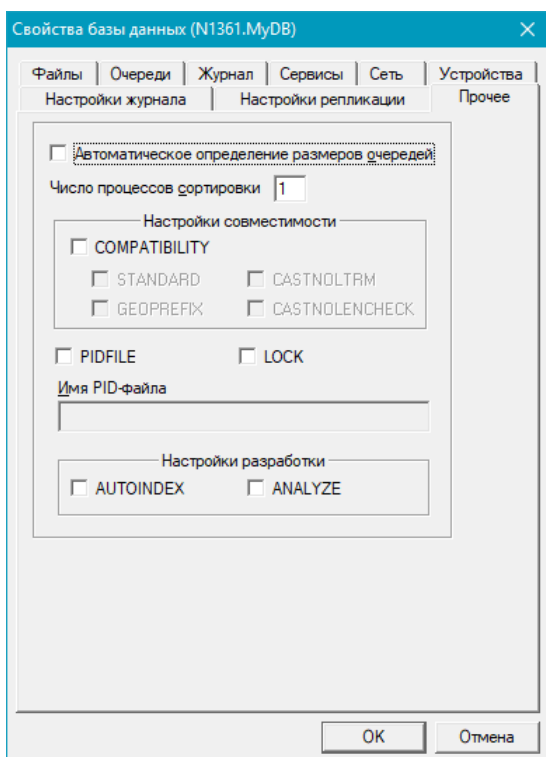 Свойства базы данных (N1361.MyDB)
Файлы Очереди Журнал Сервисы Сеть Устройства
Настройки журнала Настройки репликации Прочее
Автоматическое определение размеров очередей
Число процессов сортировки 1
Настройки совместимости
COMPATIBILITY
STANDARD CASTNOLTRM
GEOPREFIX CASTNOLENCHECK
PIDFILE LOCK
Имя PID-файла
Настройки разработки
AUTOINDEX ANALYZE
OK Отмена